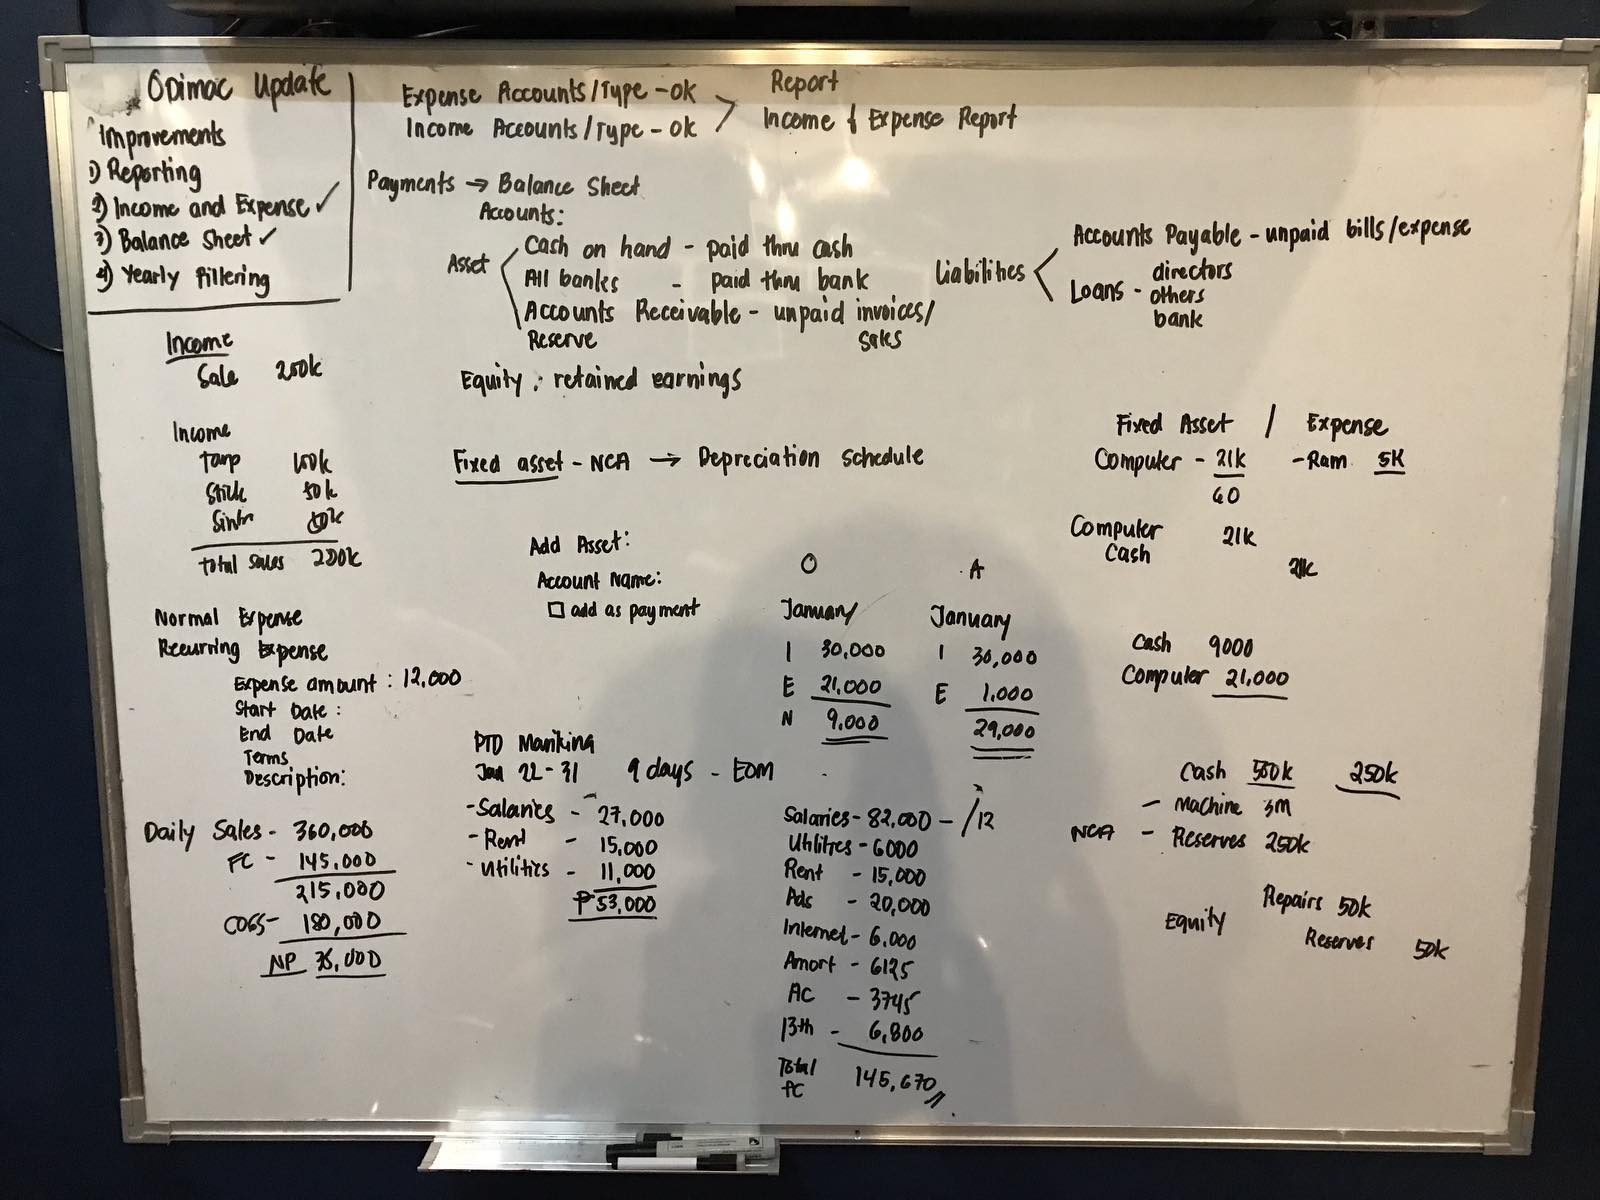 ODimac Update
Improvements
1) Reporting
2) Income and Expense ✓
3) Balance Sheet ✓
4) Yearly Filtering
Expense Accounts/Type - ok
Income Accounts/Type - ok
Report
Income & Expense Report
Payments → Balance Sheet
Accounts:
Asset
Cash on hand - paid thru cash
All banks - paid thru bank
Accounts Receivable - unpaid invoices/
sales
Reserve
Liabilities
Accounts Payable - unpaid bills/expense
Loans - directors
others
bank
Equity : retained earnings
Income
Sale 250k
Income
Tarp 100k
Stick 50k
50k
Total Sales 200k
Fixed asset - NCA → Depreciation Schedule
Fixed Asset / Expense
Computer - 21k - Ram 5K
60
Computer 21k
Cash 21k
Add Asset:
Account Name:
☐ add as payment
Normal Expense
Recurring Expense
Expense amount : 12,000
Start Date :
End Date
Terms
Description:
O
January
I 30,000
E 21,000
N 9,000
A
January
I 30,000
E 1,000
29,000
Cash 9000
Computer 21,000
Daily Sales - 360,000
FC - 145,000
215,000
COGS - 180,000
NP 35,000
PTD
Jan 22-31 9 days - EOM
- Salaries - 27,000
- Rent - 15,000
- Utilities - 11,000
₱53,000
Salaries - 82,000 - /12
Utilities - 6000
Rent - 15,000
Ads - 20,000
Internet - 6,000
Amort - 6125
AC - 3745
13th - 6,800
Total FC 145,670
Cash 500k 250k
- Machine 3M
NCA - Reserves 250k
Equity
Repairs 50k
Reserves 50k